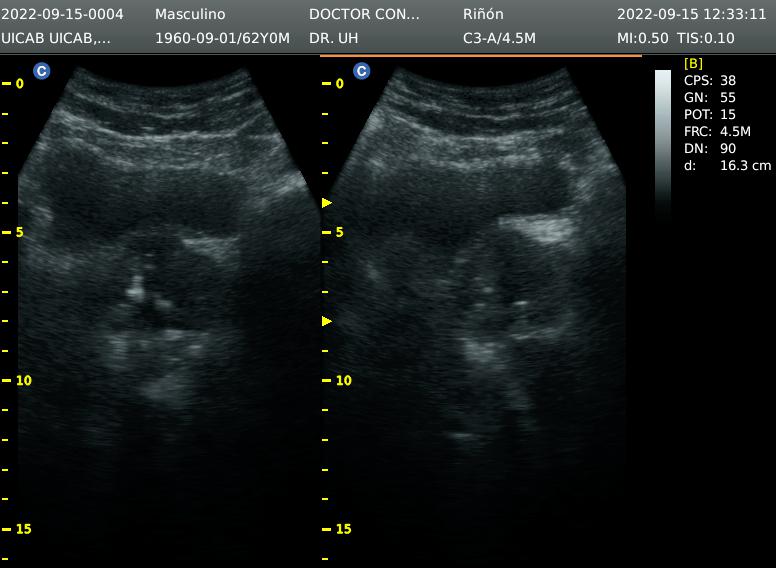 2022-09-15-0004 Masculino DOCTOR CON... Riñón 2022-09-15 12:33:11
UICAB UICAB,... 1960-09-01/62Y0M DR. UH C3-A/4.5M MI:0.50 TIS:0.10
C
C
[B]
CPS: 38
GN: 55
POT: 15
FRC: 4.5M
DN: 90
d: 16.3 cm
0
5
10
15
0
5
10
15